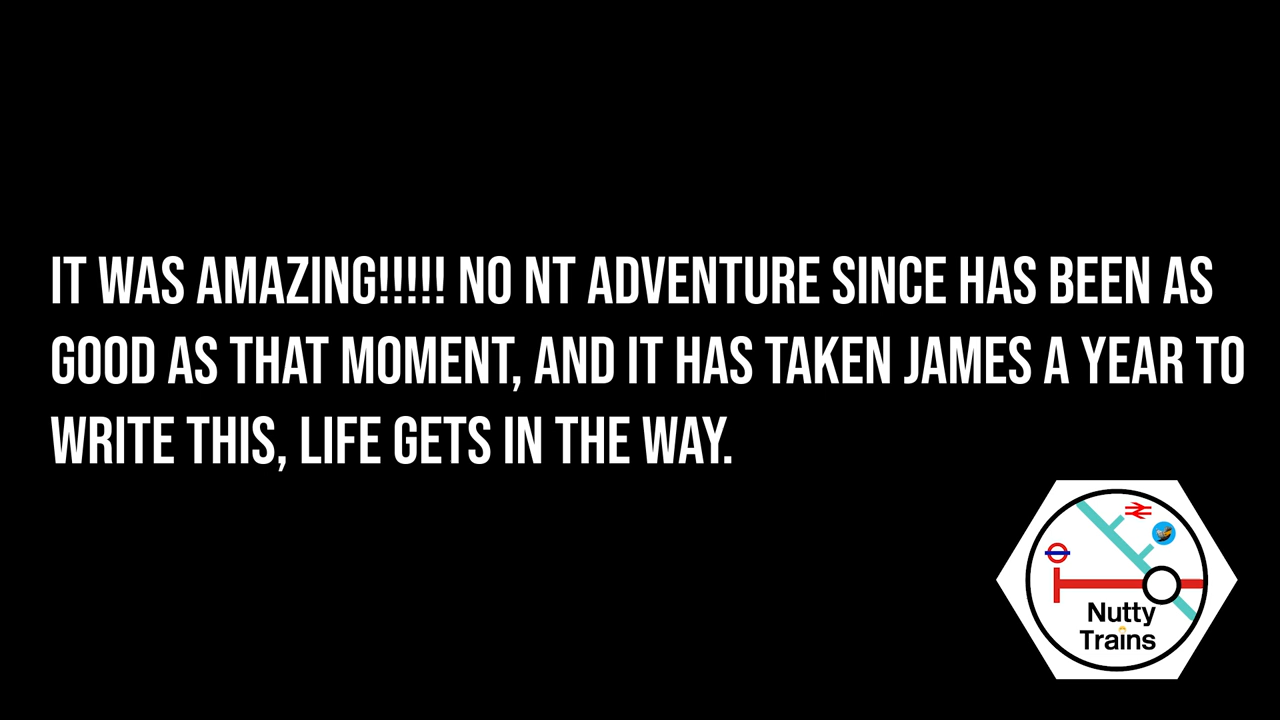 IT WAS AMAZING!!!!! NO NT ADVENTURE SINCE HAS BEEN AS
GOOD AS THAT MOMENT, AND IT HAS TAKEN JAMES A YEAR TO
WRITE THIS, LIFE GETS IN THE WAY.
Nutty
Trains